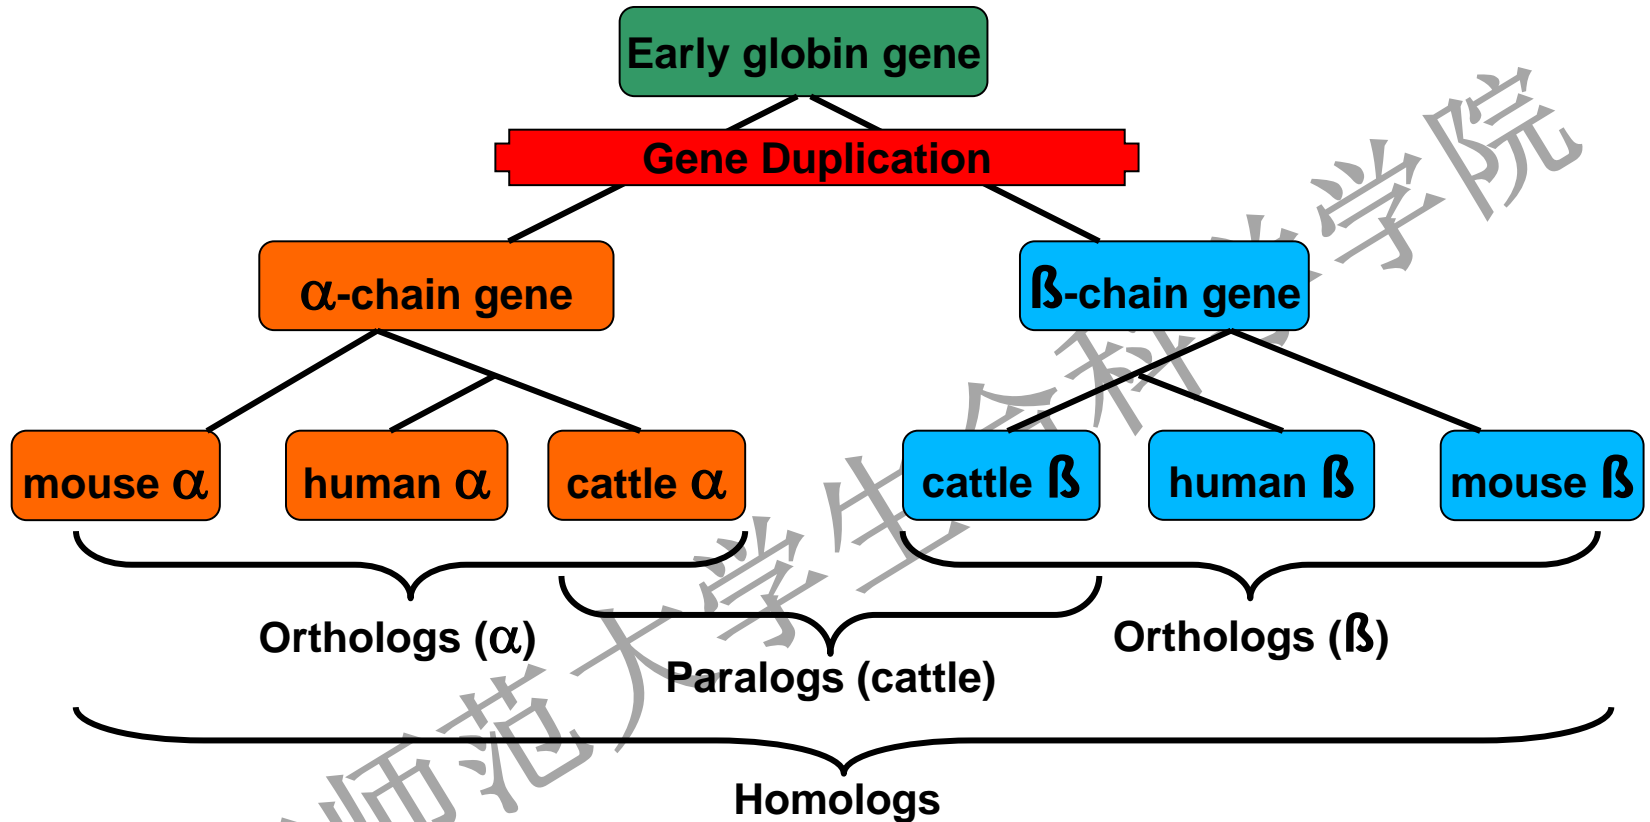 Early globin gene
Gene Duplication
α-chain gene
ß-chain gene
mouse α
human α
cattle α
cattle ß
human ß
mouse ß
Orthologs (α)
Orthologs (ß)
Paralogs (cattle)
Homologs
师范大学生命科学学院